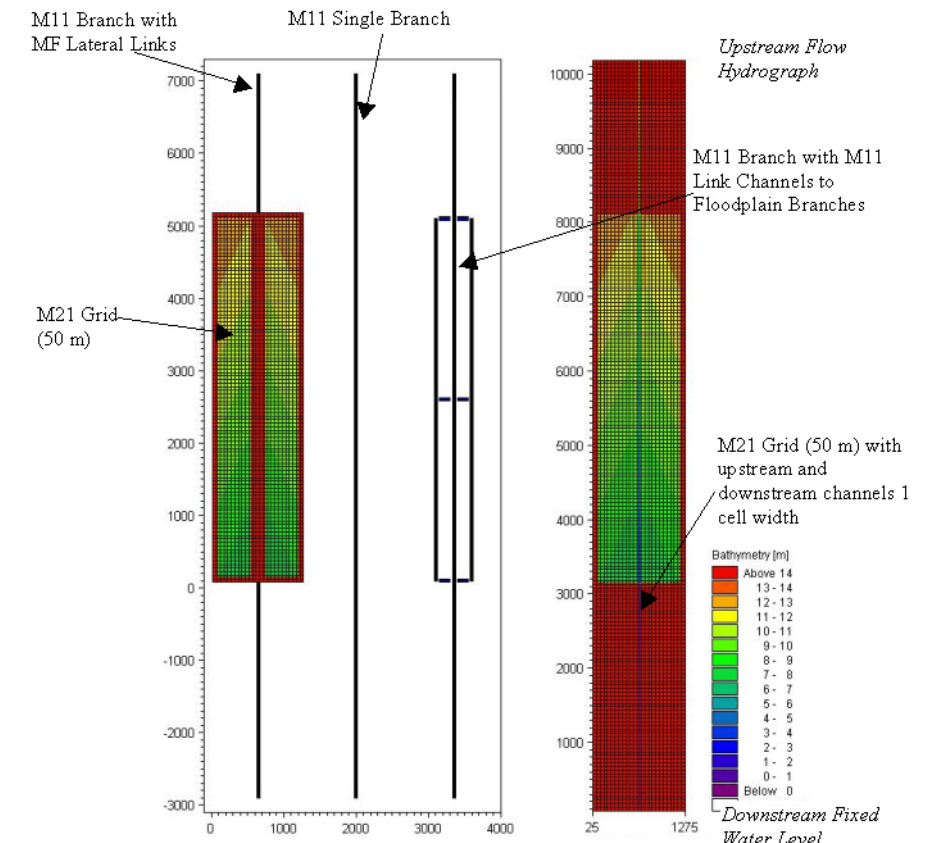 M11 Branch with
MF Lateral Links
M11 Single Branch
Upstream Flow
Hydrograph
M11 Branch with M11
Link Channels to
Floodplain Branches
M21 Grid
(50 m)
M21 Grid (50 m) with
upstream and
downstream channels 1
cell width
7000
6000
5000
4000
3000
2000
1000
0
-1000
-2000
-3000
0
1000
2000
3000
4000
10000
9000
8000
7000
6000
5000
4000
3000
2000
1000
25
1275
Bathymetry [m]
Above 14
13 - 14
12 - 13
11 - 12
10 - 11
9 - 10
8 - 9
7 - 8
6 - 7
5 - 6
4 - 5
3 - 4
2 - 3
1 - 2
0 - 1
Below 0
Downstream Fixed
Water Level